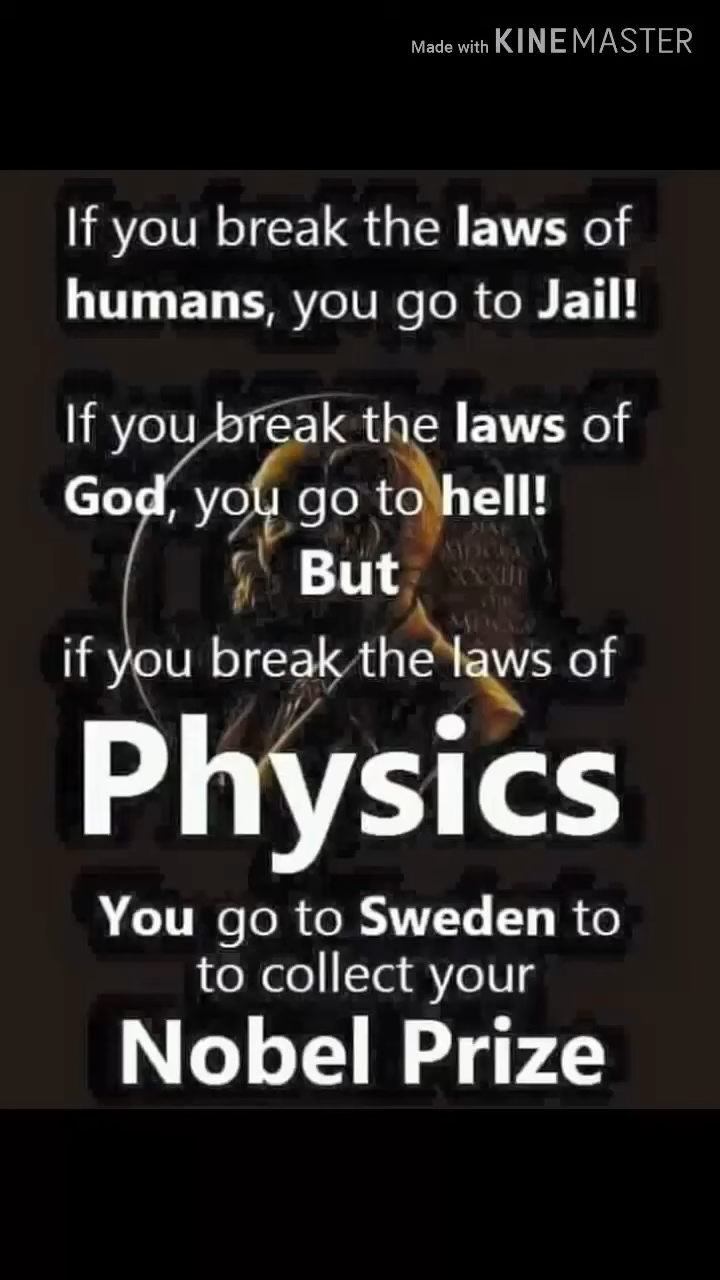 Made with KINEMASTER
If you break the laws of
humans, you go to Jail!
If you break the laws of
God, you go to hell!
But
if you break the laws of
Physics
You go to Sweden to
to collect your
Nobel Prize